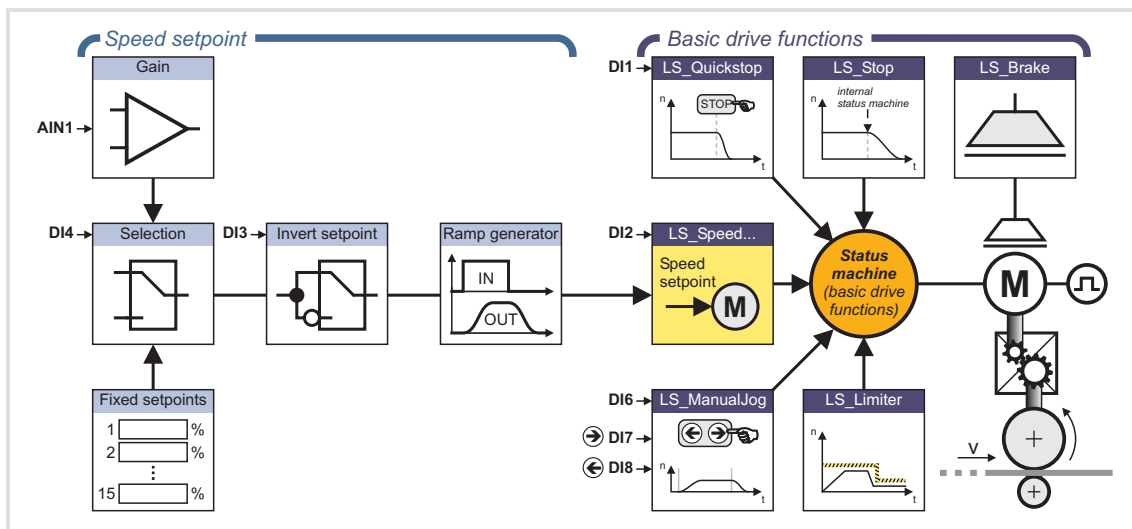 Speed setpoint
Basic drive functions
Gain
AIN1
DI4
Selection
DI3
Invert setpoint
Ramp generator
IN
OUT
Fixed setpoints
1 %
2 %
⋮
15 %
DI1
LS_Quickstop
n
STOP
t
LS_Stop
n
internal
status machine
t
LS_Brake
DI2
LS_Speed...
Speed
setpoint
M
Status
machine
(basic drive
functions)
M
DI6
DI7
DI8
LS_ManualJog
n
t
LS_Limiter
n
t
V